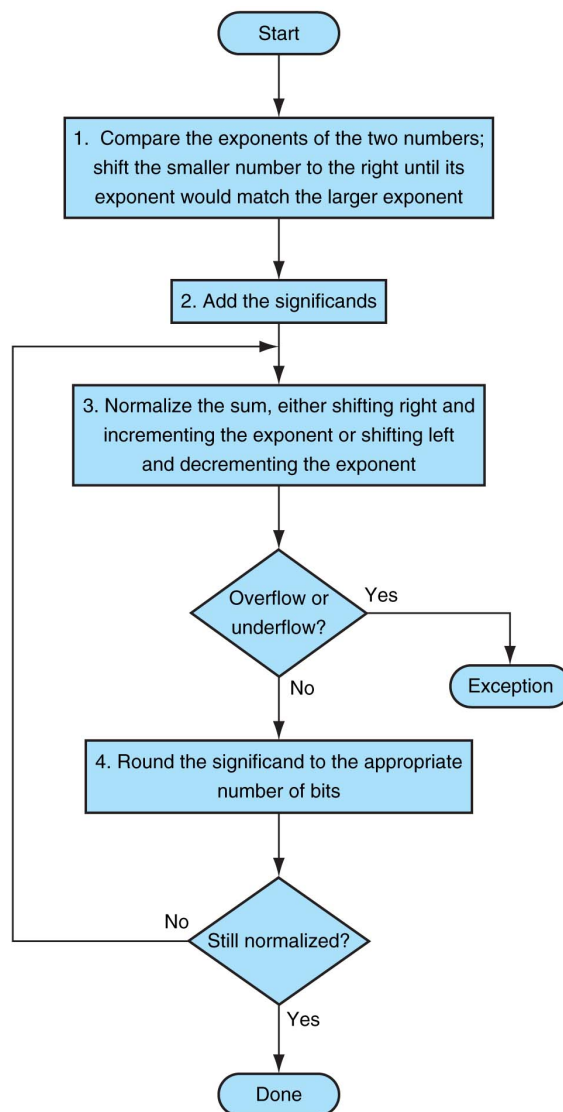 Start
1. Compare the exponents of the two numbers;
shift the smaller number to the right until its
exponent would match the larger exponent
2. Add the significands
3. Normalize the sum, either shifting right and
incrementing the exponent or shifting left
and decrementing the exponent
Overflow or
underflow?
Yes
No
Exception
4. Round the significand to the appropriate
number of bits
No
Still normalized?
Yes
Done